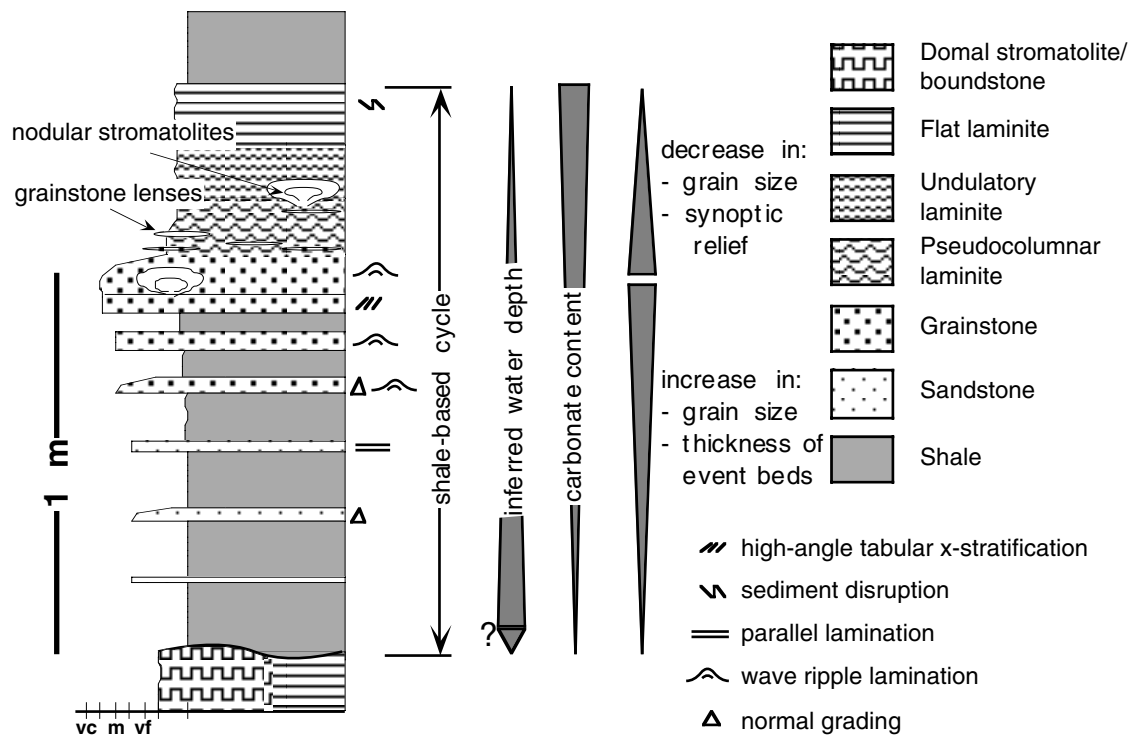 nodular stromatolites
grainstone lenses
1 m
vc m vf
shale-based cycle
inferred water depth
?
carbonate content
decrease in:
- grain size
- synoptic
relief
increase in:
- grain size
- thickness of
event beds
Domal stromatolite/
boundstone
Flat laminite
Undulatory
laminite
Pseudocolumnar
laminite
Grainstone
Sandstone
Shale
high-angle tabular x-stratification
sediment disruption
parallel lamination
wave ripple lamination
normal grading